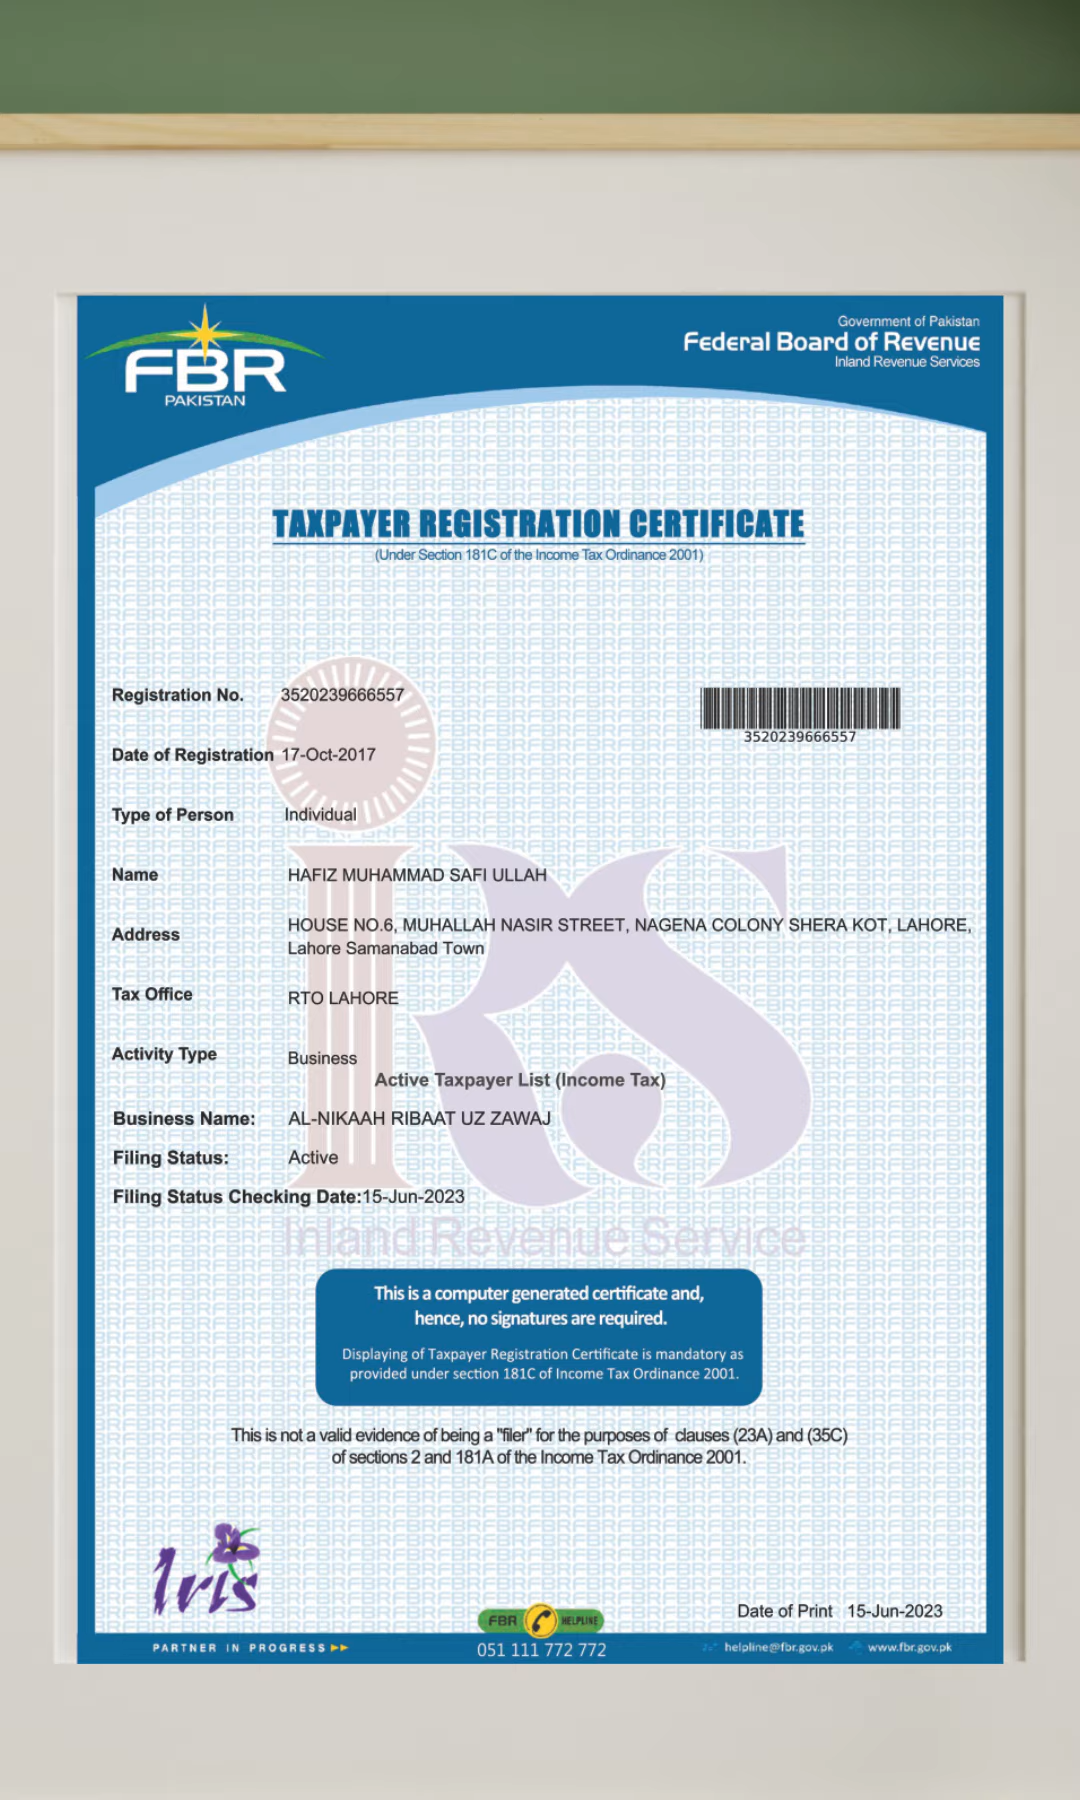 FBR
PAKISTAN
Government of Pakistan
Federal Board of Revenue
Inland Revenue Services
TAXPAYER REGISTRATION CERTIFICATE
(Under Section 181C of the Income Tax Ordinance 2001)
Registration No. 3520239666557
3520239666557
Date of Registration 17-Oct-2017
Type of Person Individual
Name HAFIZ MUHAMMAD SAFI ULLAH
Address HOUSE NO.6, MUHALLAH NASIR STREET, NAGENA COLONY SHERA KOT, LAHORE,
Lahore Samanabad Town
Tax Office RTO LAHORE
Activity Type Business
Active Taxpayer List (Income Tax)
Business Name: AL-NIKAAH RIBAAT UZ ZAWAJ
Filing Status: Active
Filing Status Checking Date:15-Jun-2023
iRS
Inland Revenue Service
This is a computer generated certificate and,
hence, no signatures are required.
Displaying of Taxpayer Registration Certificate is mandatory as
provided under section 181C of Income Tax Ordinance 2001.
This is not a valid evidence of being a "filer" for the purposes of clauses (23A) and (35C)
of sections 2 and 181A of the Income Tax Ordinance 2001.
Iris
FBR HELPLINE
Date of Print 15-Jun-2023
PARTNER IN PROGRESS
051 111 772 772
helpline@fbr.gov.pk
www.fbr.gov.pk